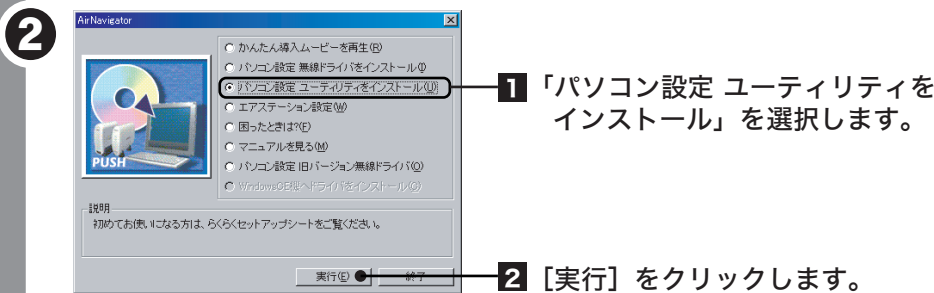 2
AirNavigator
かんたん導入ムービーを再生(P)
パソコン設定 無線ドライバをインストール(I)
パソコン設定 ユーティリティをインストール(U)
エアステーション設定(W)
困ったときは?(F)
マニュアルを見る(M)
パソコン設定 旧バージョン無線ドライバ(O)
WindowsCE機へドライバをインストール(C)
PUSH
説明
初めてお使いになる方は、らくらくセットアップシートをご覧ください。
実行(E)
終了
1 「パソコン設定 ユーティリティを
インストール」を選択します。
2 [実行]をクリックします。